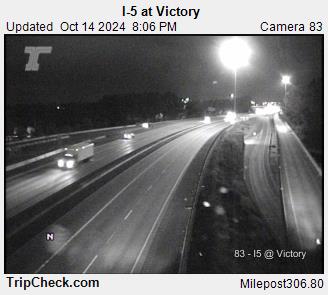 I-5 at Victory
Updated Oct 14 2024 8:06 PM Camera 83
T
N
83 - I5 @ Victory
TripCheck.com Milepost306.80